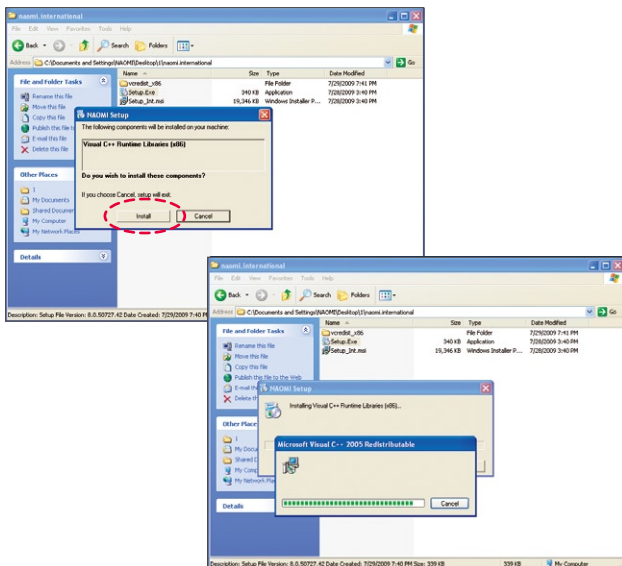 naomi.international
File Edit View Favorites Tools Help
Back Search Folders
Address C:\Documents and Settings\NAOMI\Desktop\1\naomi.international Go
Name Size Type Date Modified
File and Folder Tasks
vcredist_x86 File Folder 7/29/2009 7:41 PM
Setup.Exe 340 KB Application 7/28/2009 3:40 PM
Setup_Int.msi 19,346 KB Windows Installer P... 7/28/2009 3:40 PM
Rename this file
Move this file
Copy this file
Publish this file to
E-mail this file
Delete this file
NAOMI Setup
The following components will be installed on your machine:
Visual C++ Runtime Libraries (x86)
Do you wish to install these components?
If you choose Cancel, setup will exit.
Install Cancel
Other Places
1
My Documents
Shared Documen
My Computer
My Network Places
Details
Description: Setup File Version: 8.0.50727.42 Date Created: 7/29/2009 7:40 PM
naomi.international
File Edit View Favorites Tools Help
Back Search Folders
Address C:\Documents and Settings\NAOMI\Desktop\1\naomi.international Go
Name Size Type Date Modified
File and Folder Tasks
vcredist_x86 File Folder 7/29/2009 7:41 PM
Setup.Exe 340 KB Application 7/28/2009 3:40 PM
Setup_Int.msi 19,346 KB Windows Installer P... 7/28/2009 3:40 PM
Rename this file
Move this file
Copy this file
Publish this file to the Web
E-mail this
Delete th
NAOMI Setup
Installing Visual C++ Runtime Libraries (x86)...
Other Place
1
My Docu
Shared D
My Comp
My Network Pla
Microsoft Visual C++ 2005 Redistributable
Cancel
Details
Description: Setup File Version: 8.0.50727.42 Date Created: 7/29/2009 7:40 PM Size: 339 KB 339 KB My Computer